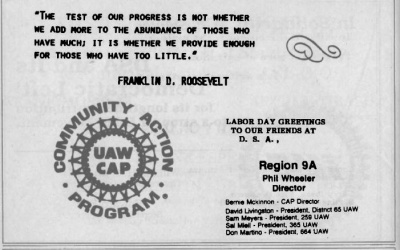 "THE TEST OF OUR PROGRESS IS NOT WHETHER
WE ADD MORE TO THE ABUNDANCE OF THOSE WHO
HAVE MUCH; IT IS WHETHER WE PROVIDE ENOUGH
FOR THOSE WHO HAVE TOO LITTLE."
FRANKLIN D. ROOSEVELT
COMMUNITY ACTION
UAW
CAP
PROGRAM
LABOR DAY GREETINGS
TO OUR FRIENDS AT
D. S. A.,
Region 9A
Phil Wheeler
Director
Bernie Mckinnon - CAP Director
David Livingston - President, District 65 UAW
Sam Meyers - President, 259 UAW
Sal Mieli - President, 365 UAW
Don Martino - President, 664 UAW